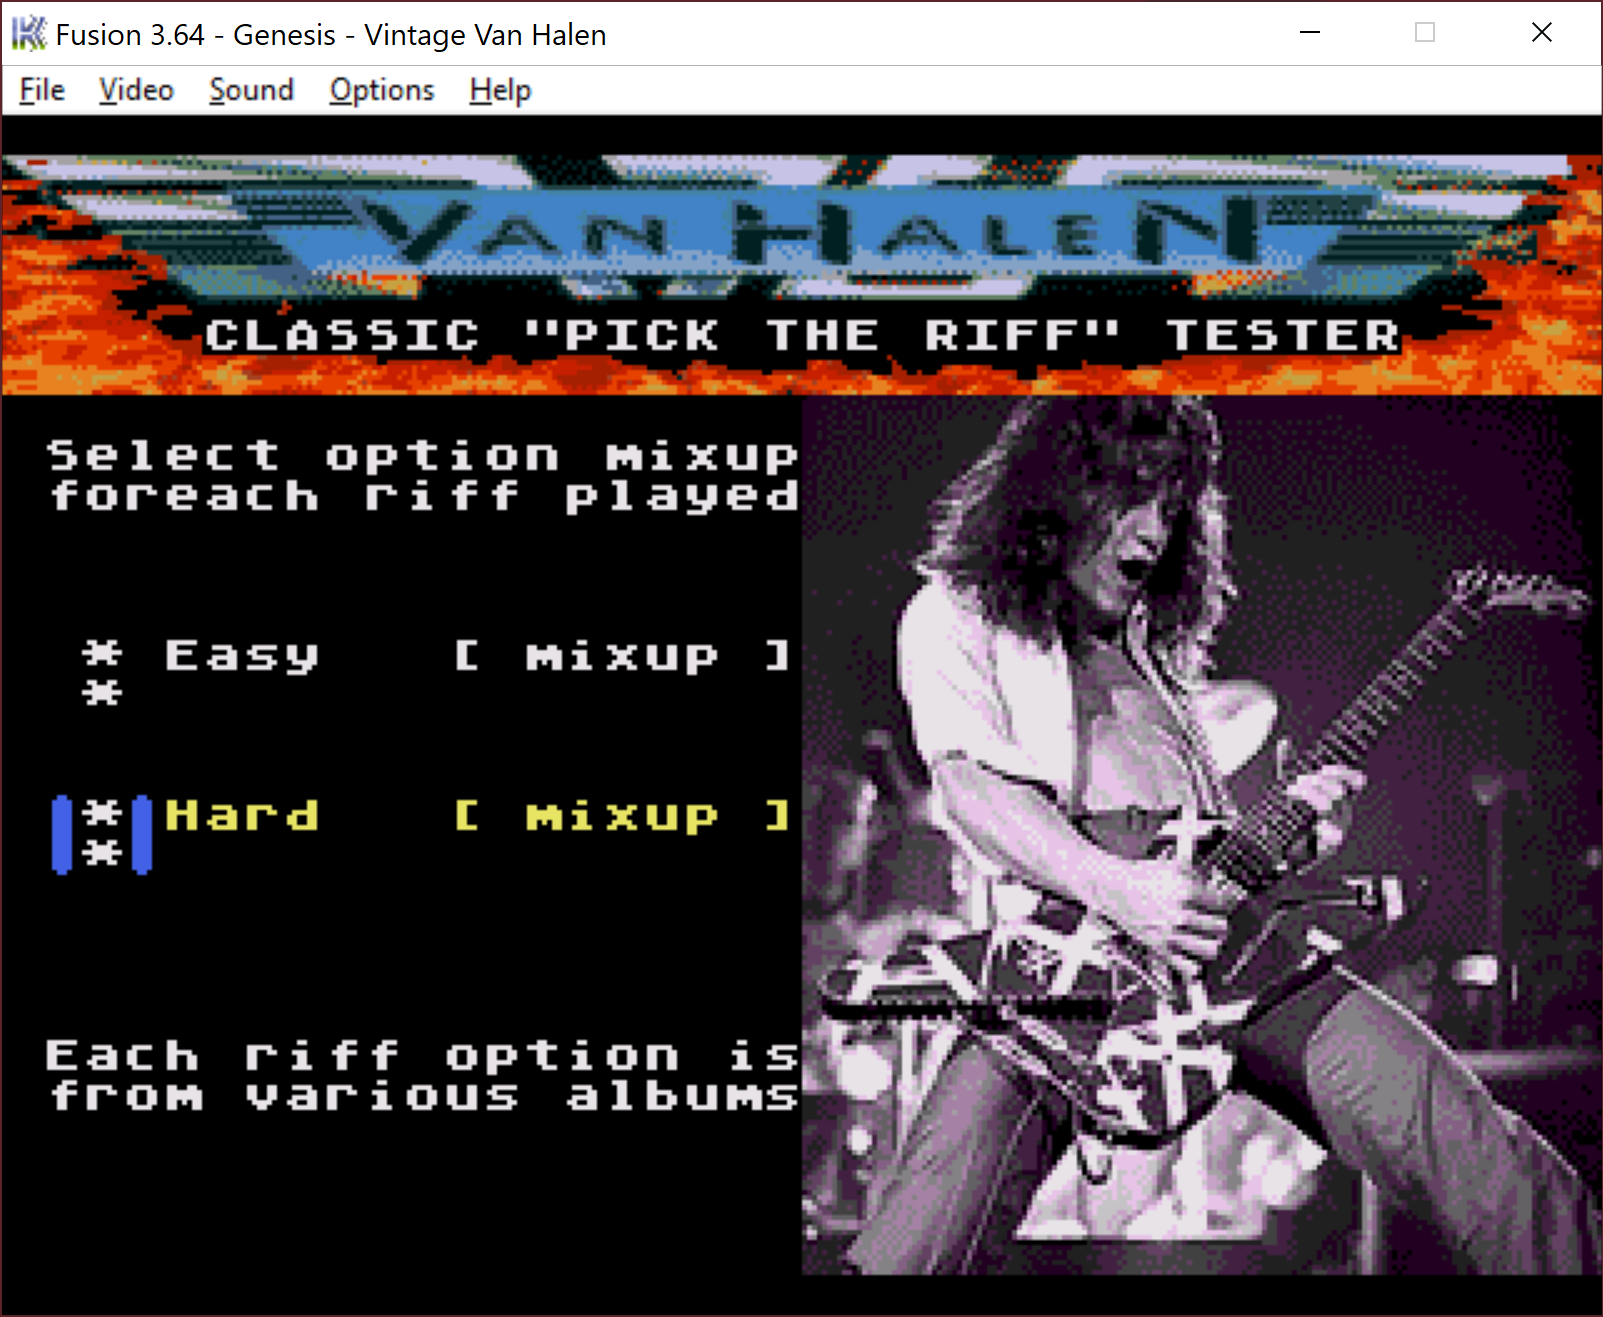 Fusion 3.64 - Genesis - Vintage Van Halen
File Video Sound Options Help
VAN HALEN
CLASSIC "PICK THE RIFF" TESTER
Select option mixup
foreach riff played
* Easy [ mixup ]
*
* Hard [ mixup ]
*
Each riff option is
from various albums